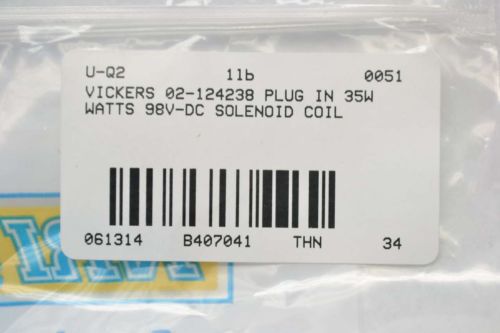 U-Q2 1lb 0051
VICKERS 02-124238 PLUG IN 35W
WATTS 98V-DC SOLENOID COIL
061314 B407041 THN 34